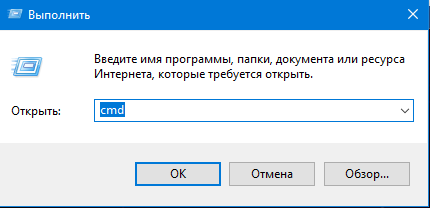 Выполнить
Введите имя программы, папки, документа или ресурса
Интернета, которые требуется открыть.
Открыть: cmd
OK Отмена Обзор...